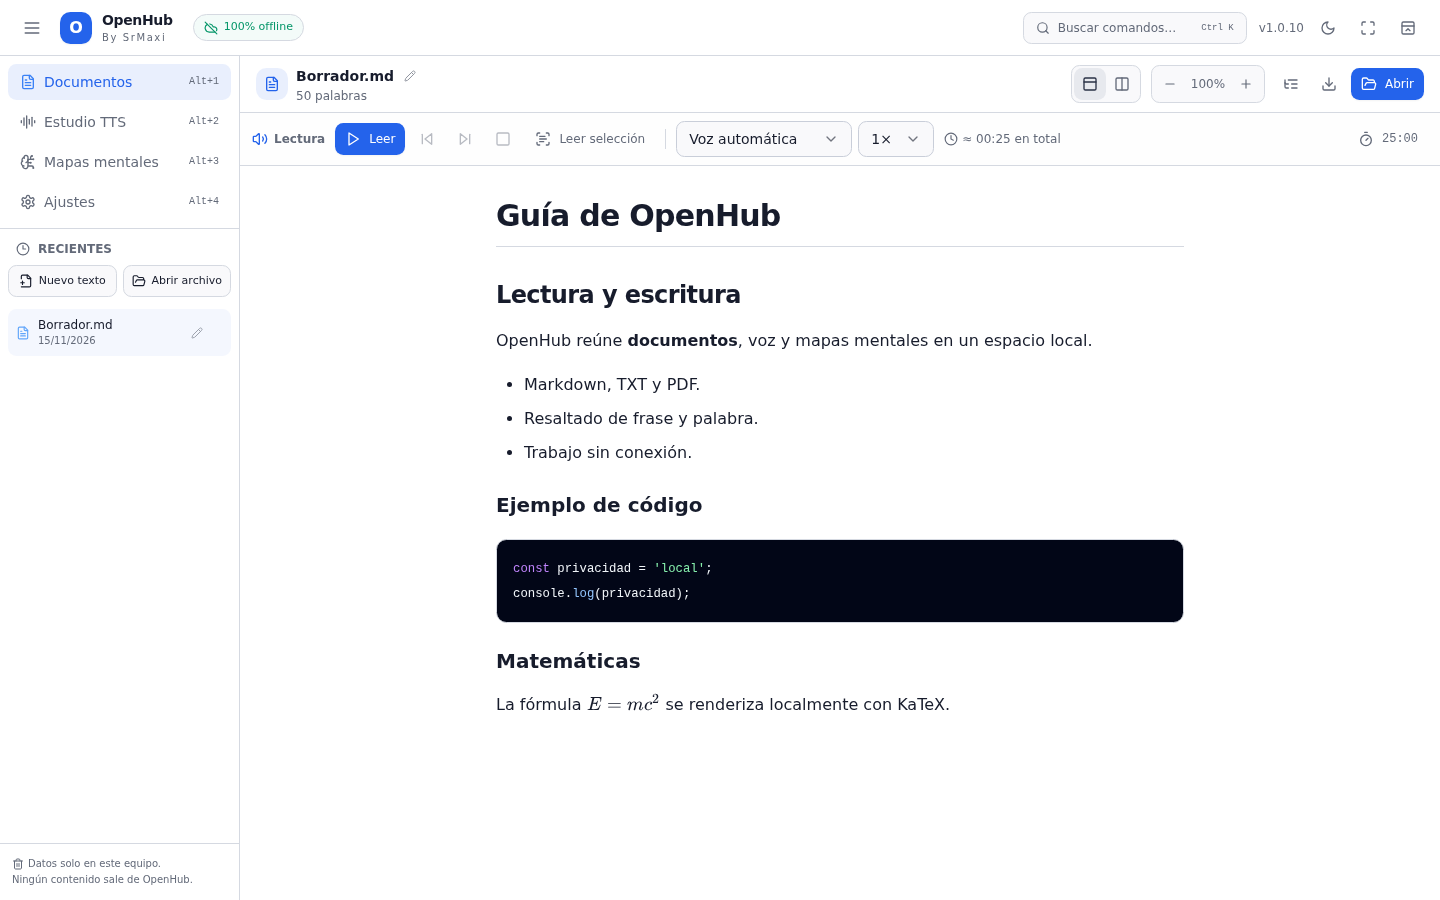 OpenHub
By SrMaxi
100% offline
Buscar comandos...
Ctrl K
v1.0.10
Documentos Alt+1
Estudio TTS Alt+2
Mapas mentales Alt+3
Ajustes Alt+4
RECIENTES
Nuevo texto
Abrir archivo
Borrador.md
15/11/2026
Datos solo en este equipo.
Ningún contenido sale de OpenHub.
Borrador.md
50 palabras
100%
Abrir
Lectura
Leer
Leer selección
Voz automática
1×
≈ 00:25 en total
25:00
Guía de OpenHub
Lectura y escritura
OpenHub reúne documentos, voz y mapas mentales en un espacio local.
• Markdown, TXT y PDF.
• Resaltado de frase y palabra.
• Trabajo sin conexión.
Ejemplo de código
const privacidad = 'local';
console.log(privacidad);
Matemáticas
La fórmula E = mc² se renderiza localmente con KaTeX.